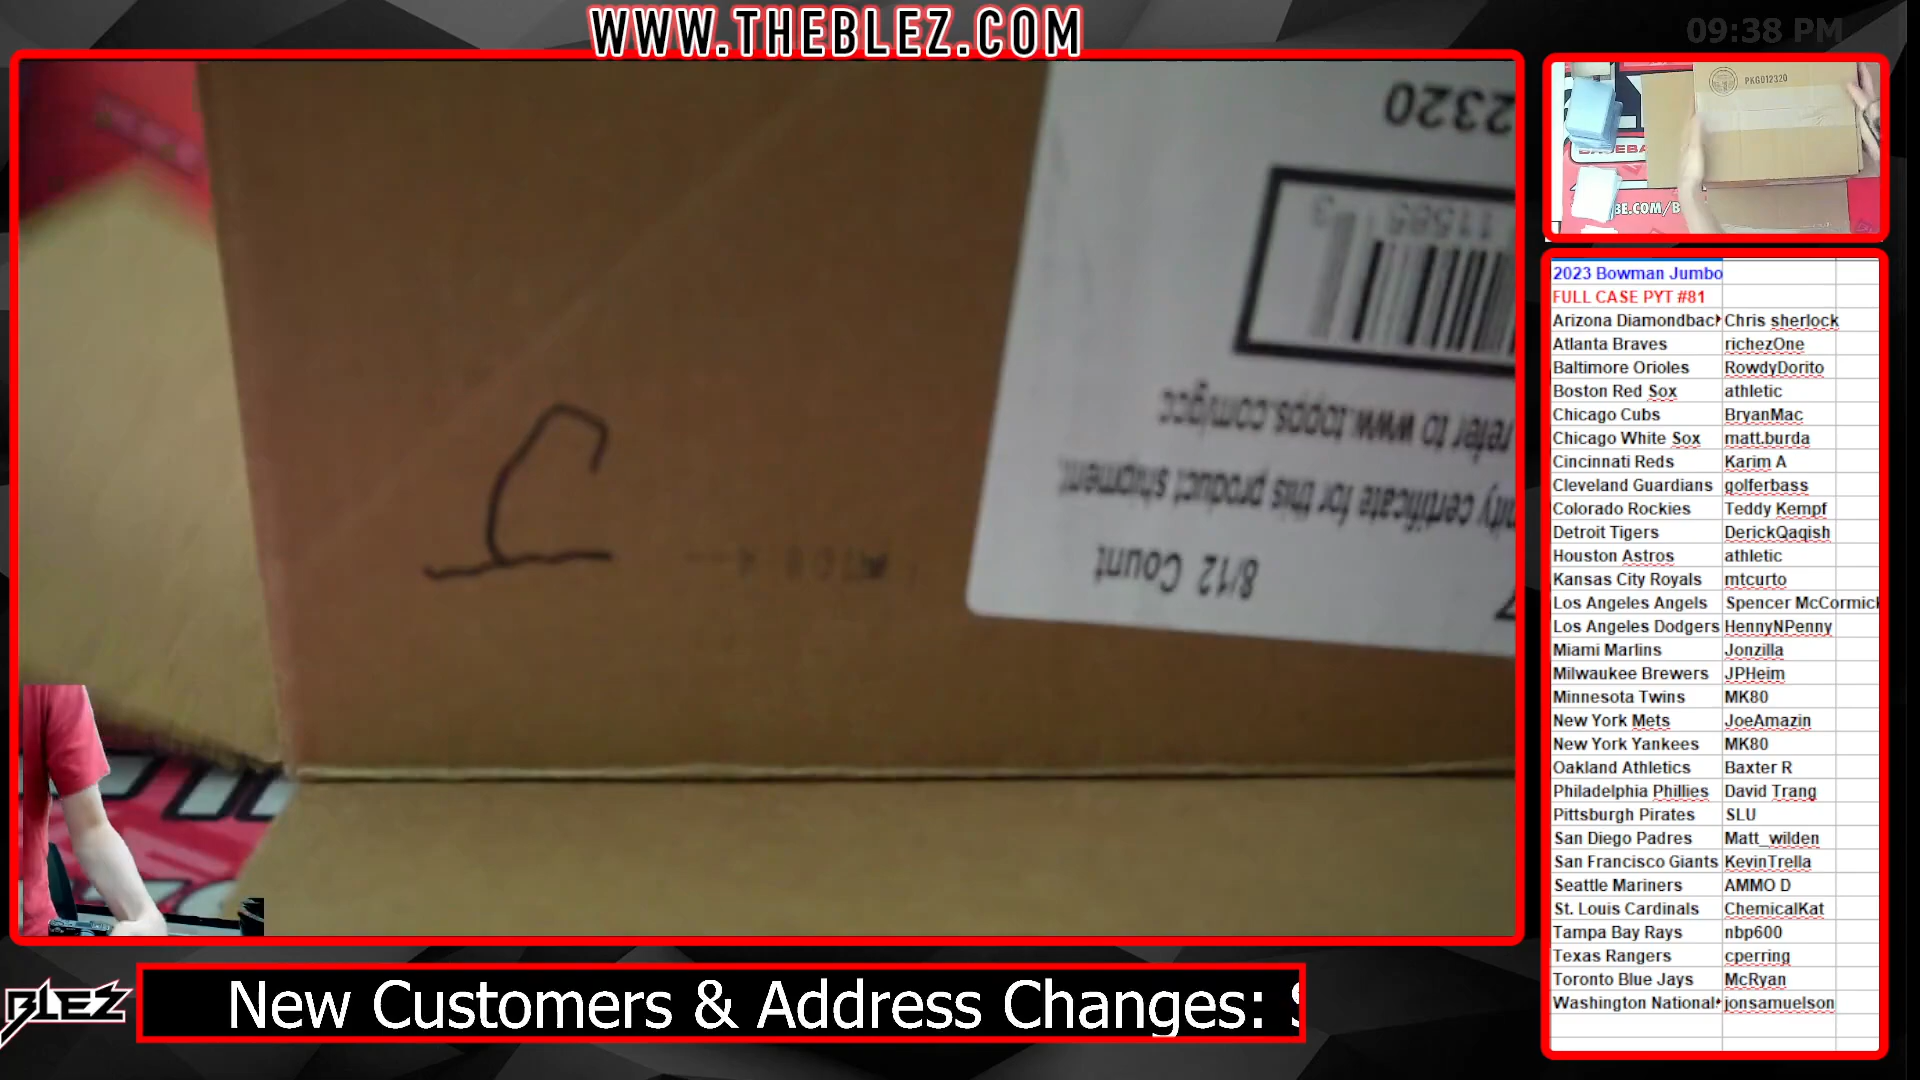 WWW.THEBLEZ.COM
09:38 PM
2320
11585 3
refer to www.topps.com/gcc
certificate for this product shipment.
8/12 Count
C
PKG012320
BASEBA
BE.COM/B
2023 Bowman Jumbo
FULL CASE PYT #81
Arizona Diamondbac Chris sherlock
Atlanta Braves richezOne
Baltimore Orioles RowdyDorito
Boston Red Sox athletic
Chicago Cubs BryanMac
Chicago White Sox matt.burda
Cincinnati Reds Karim A
Cleveland Guardians golferbass
Colorado Rockies Teddy Kempf
Detroit Tigers DerickQaqish
Houston Astros athletic
Kansas City Royals mtcurto
Los Angeles Angels Spencer McCormick
Los Angeles Dodgers HennyNPenny
Miami Marlins Jonzilla
Milwaukee Brewers JPHeim
Minnesota Twins MK80
New York Mets JoeAmazin
New York Yankees MK80
Oakland Athletics Baxter R
Philadelphia Phillies David Trang
Pittsburgh Pirates SLU
San Diego Padres Matt_wilden
San Francisco Giants KevinTrella
Seattle Mariners AMMO D
St. Louis Cardinals ChemicalKat
Tampa Bay Rays nbp600
Texas Rangers cperring
Toronto Blue Jays McRyan
Washington National jonsamuelson
BLEZ
New Customers & Address Changes: